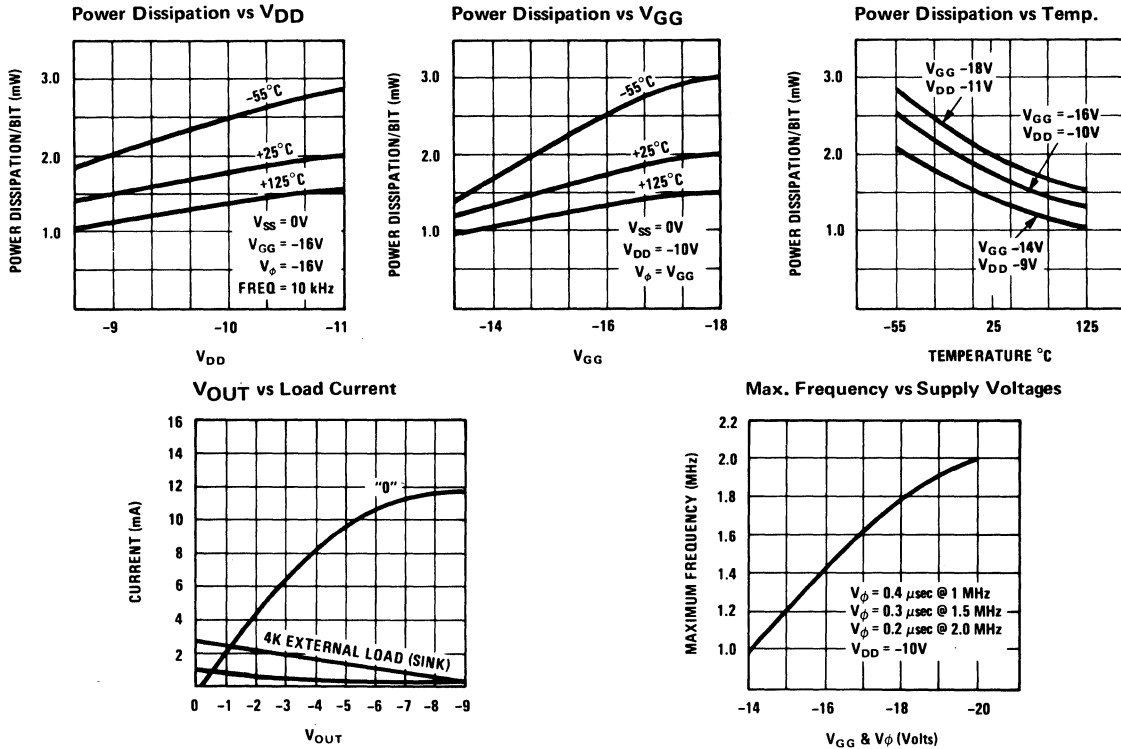 Power Dissipation vs VDD
POWER DISSIPATION/BIT (mW)
3.0
2.0
1.0
−55°C
+25°C
+125°C
VSS = 0V
VGG = −16V
Vϕ = −16V
FREQ = 10 kHz
−9 −10 −11
VDD
Power Dissipation vs VGG
POWER DISSIPATION/BIT (mW)
3.0
2.0
1.0
−55°C
+25°C
+125°C
VSS = 0V
VDD = −10V
Vϕ = VGG
−14 −16 −18
VGG
Power Dissipation vs Temp.
POWER DISSIPATION/BIT (mW)
3.0
2.0
1.0
VGG −18V
VDD −11V
VGG = −16V
VDD = −10V
VGG −14V
VDD −9V
−55 25 125
TEMPERATURE °C
VOUT vs Load Current
CURRENT (mA)
16
14
12
10
8
6
4
2
"0"
4K EXTERNAL LOAD (SINK)
0 −1 −2 −3 −4 −5 −6 −7 −8 −9
VOUT
Max. Frequency vs Supply Voltages
MAXIMUM FREQUENCY (MHz)
2.2
2.0
1.8
1.6
1.4
1.2
1.0
Vϕ = 0.4 μsec @ 1 MHz
Vϕ = 0.3 μsec @ 1.5 MHz
Vϕ = 0.2 μsec @ 2.0 MHz
VDD = −10V
−14 −16 −18 −20
VGG & Vϕ (Volts)